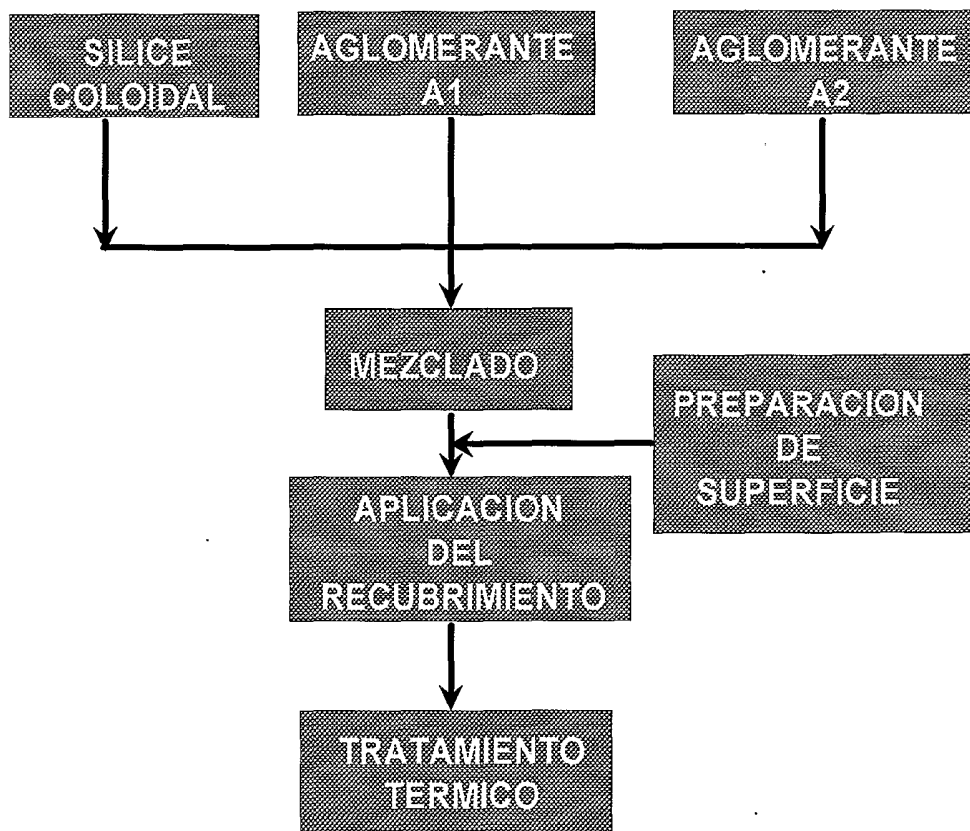 SILICE
COLOIDAL
AGLOMERANTE
A1
AGLOMERANTE
A2
MEZCLADO
PREPARACION
DE
SUPERFICIE
APLICACION
DEL
RECUBRIMIENTO
TRATAMIENTO
TERMICO